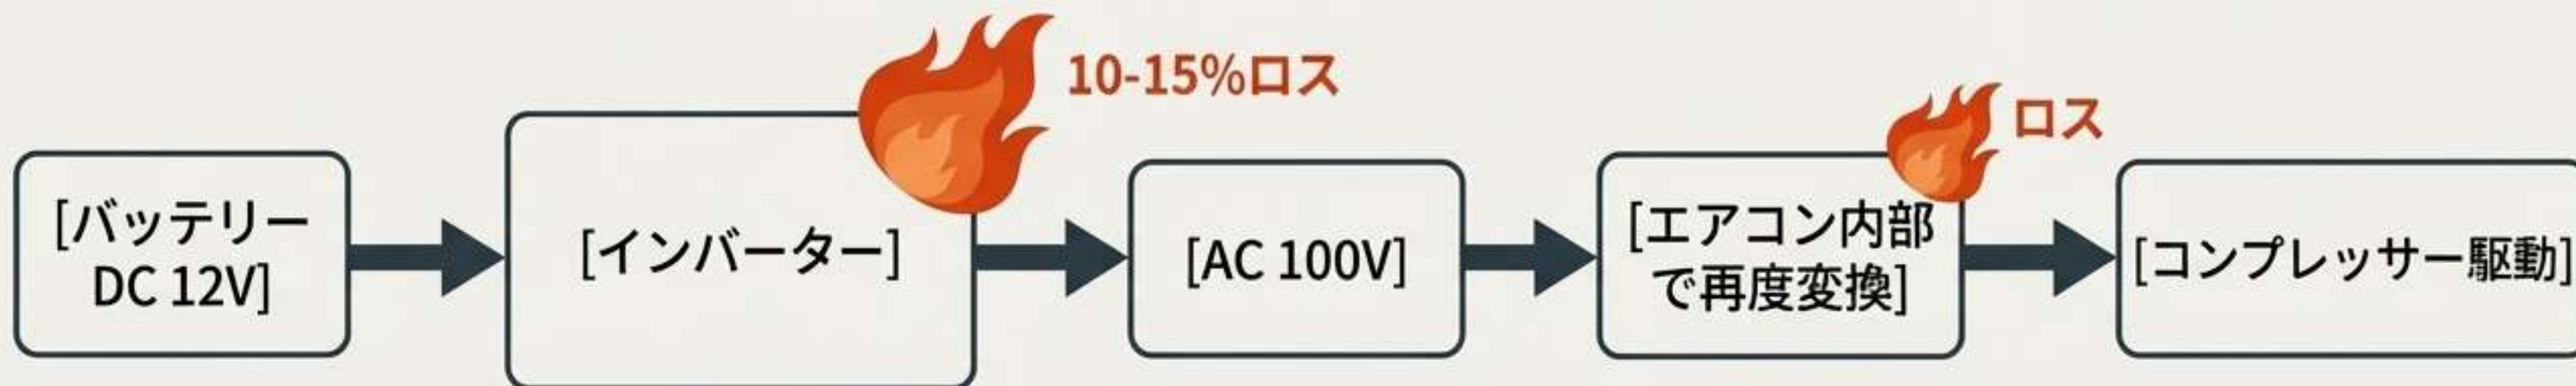 [バッテリー
DC 12V]
[インバーター]
10-15%ロス
[AC 100V]
[エアコン内部
で再度変換]
ロス
[コンプレッサー駆動]